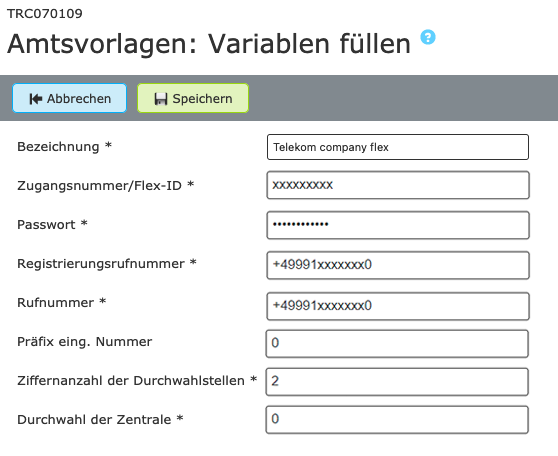 TRC070109
Amtsvorlagen: Variablen füllen ?
Abbrechen Speichern
Bezeichnung * Telekom company flex
Zugangsnummer/Flex-ID * xxxxxxxxx
Passwort * ••••••••••••
Registrierungsrufnummer * +49991xxxxxxx0
Rufnummer * +49991xxxxxxx0
Präfix eing. Nummer 0
Ziffernanzahl der Durchwahlstellen * 2
Durchwahl der Zentrale * 0